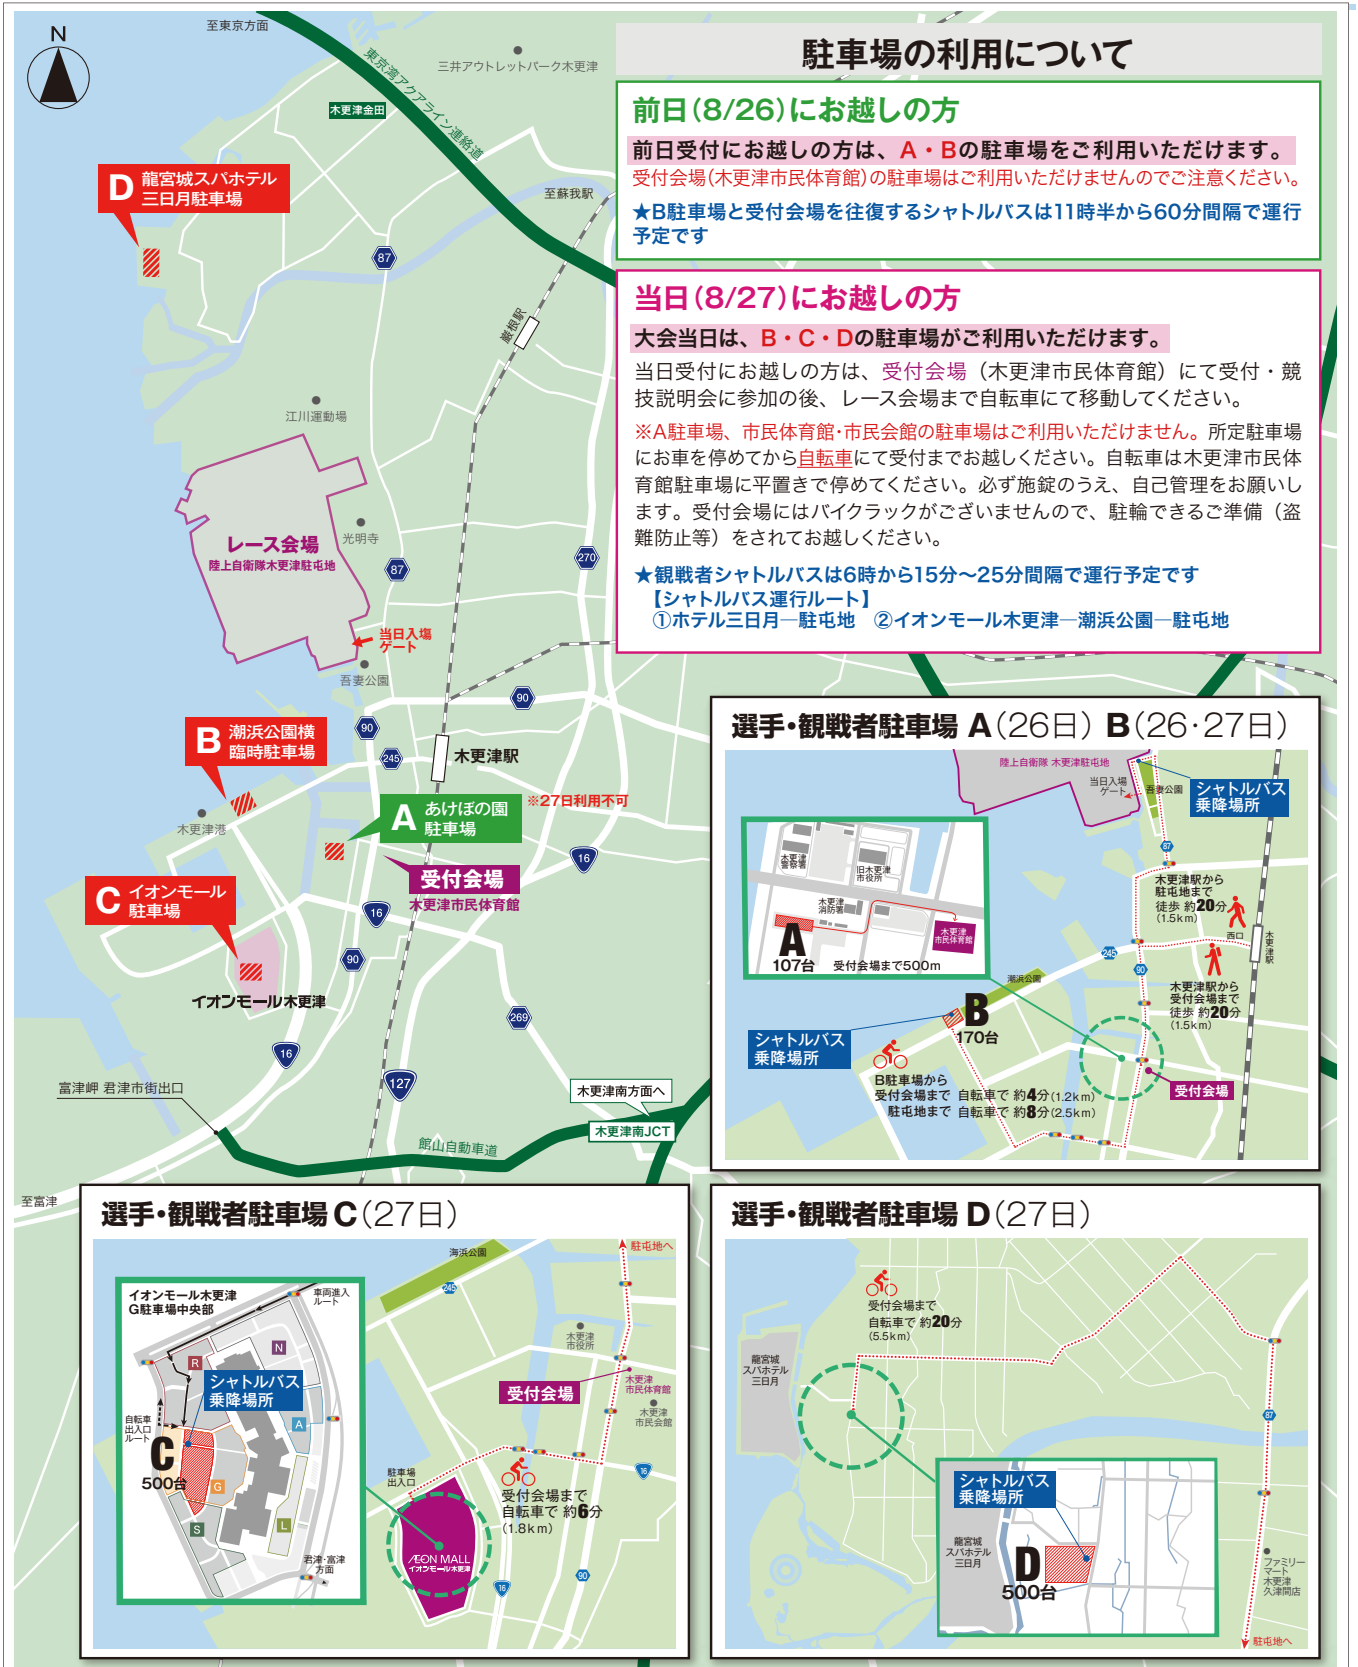 駐車場の利用について
前日(8/26)にお越しの方
前日受付にお越しの方は、A・Bの駐車場をご利用いただけます。
受付会場(木更津市民体育館)の駐車場はご利用いただけませんのでご注意ください。
★B駐車場と受付会場を往復するシャトルバスは11時半から60分間隔で運行
予定です
当日(8/27)にお越しの方
大会当日は、B・C・Dの駐車場がご利用いただけます。
当日受付にお越しの方は、受付会場（木更津市民体育館）にて受付・競
技説明会に参加の後、レース会場まで自転車にて移動してください。
※A駐車場、市民体育館・市民会館の駐車場はご利用いただけません。所定駐車場
にお車を停めてから自転車にて受付までお越しください。自転車は木更津市民体
育館駐車場に平置きで停めてください。必ず施錠のうえ、自己管理をお願いし
ます。受付会場にはバイクラックがございませんので、駐輪できるご準備（盗
難防止等）をされてお越しください。
★観戦者シャトルバスは6時から15分〜25分間隔で運行予定です
【シャトルバス運行ルート】
①ホテル三日月―駐屯地　②イオンモール木更津―潮浜公園―駐屯地
N
至東京方面
三井アウトレットパーク木更津
東京湾アクアライン連絡道
木更津金田
D 龍宮城スパホテル
三日月駐車場
至蘇我駅
87
巌根駅
江川運動場
レース会場
陸上自衛隊木更津駐屯地
光明寺
87
270
当日入場
ゲート
吾妻公園
90
90
245
B 潮浜公園横
臨時駐車場
木更津駅
木更津港
A あけぼの園
駐車場
※27日利用不可
16
受付会場
木更津市民体育館
C イオンモール
駐車場
16
90
イオンモール木更津
269
16
127
富津岬 君津市街出口
木更津南方面へ
木更津南JCT
館山自動車道
至富津
選手・観戦者駐車場 A(26日) B(26・27日)
陸上自衛隊 木更津駐屯地
当日入場
ゲート
吾妻公園
シャトルバス
乗降場所
87
木更津
警察署
旧木更津
市役所
木更津
消防署
木更津
市民体育館
A
107台
受付会場まで500m
木更津駅から
駐屯地まで
徒歩 約20分
(1.5km)
西口
木更津駅
245
90
潮浜公園
木更津駅から
受付会場まで
徒歩 約20分
(1.5km)
B
170台
シャトルバス
乗降場所
B駐車場から
受付会場まで 自転車で 約4分(1.2km)
駐屯地まで 自転車で 約8分(2.5km)
受付会場
選手・観戦者駐車場 C(27日)
海浜公園
駐屯地へ
245
イオンモール木更津
G駐車場中央部
車両進入
ルート
N
R
シャトルバス
乗降場所
自転車
出入口
ルート
A
C
500台
G
S
L
君津・富津
方面
木更津
市役所
受付会場
木更津
市民体育館
木更津
市民会館
駐車場
出入口
16
受付会場まで
自転車で 約6分
(1.8km)
ÆON MALL
イオンモール木更津
16
90
選手・観戦者駐車場 D(27日)
受付会場まで
自転車で 約20分
(5.5km)
龍宮城
スパホテル
三日月
87
シャトルバス
乗降場所
龍宮城
スパホテル
三日月
D
500台
ファミリー
マート
木更津
久津間店
駐屯地へ